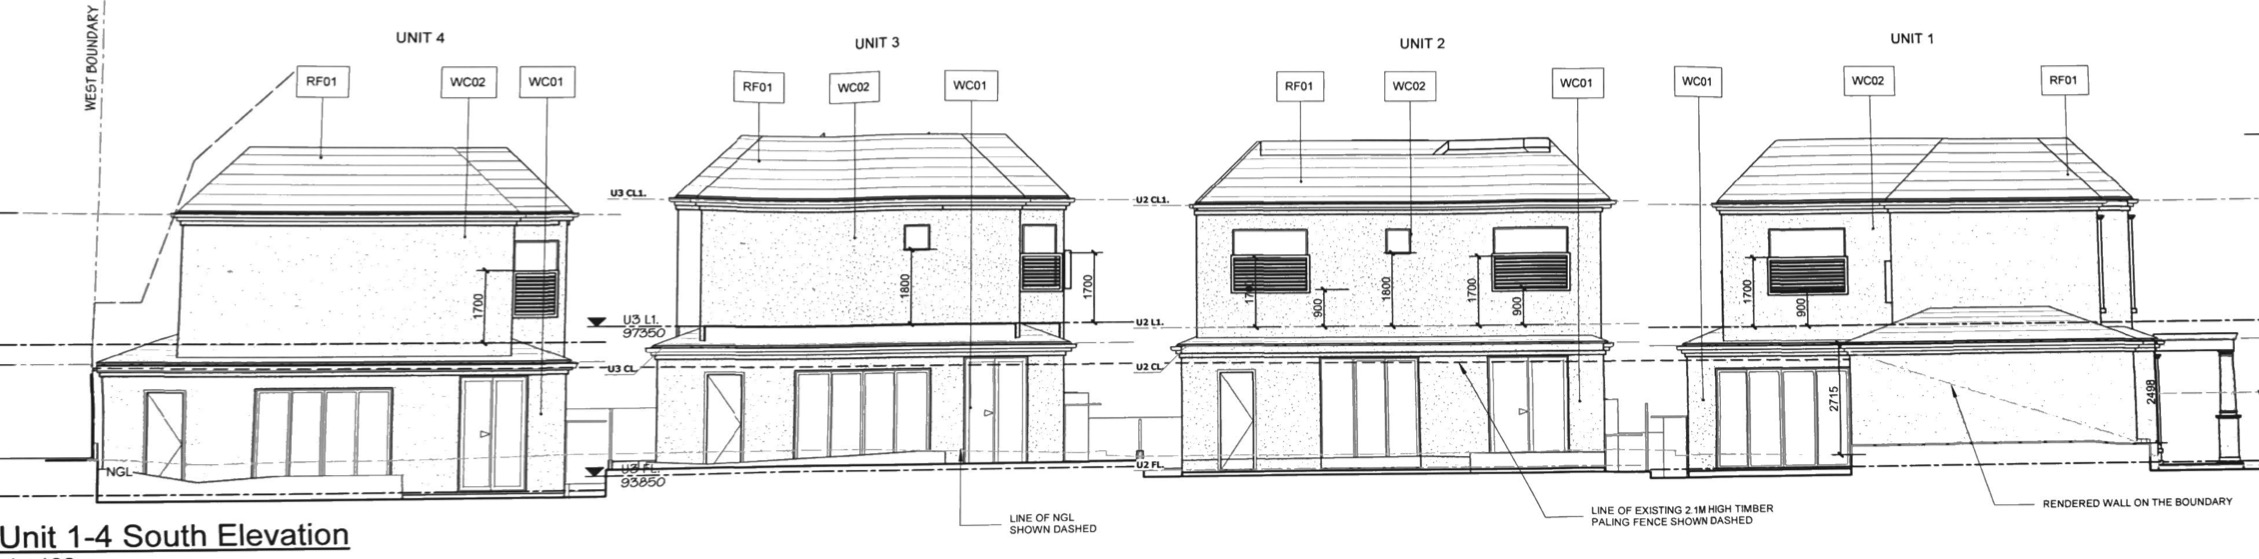 WEST BOUNDARY
UNIT 4
UNIT 3
UNIT 2
UNIT 1
RF01
WC02
WC01
RF01
WC02
WC01
RF01
WC02
WC01
WC01
WC02
RF01
U3 CL1.
U2 CL1.
1700
1800
1700
1700
900
1800
1700
900
1700
900
U3 L1.
97350
U2 L1.
U3 CL
U2 CL
2715
2498
NGL
U3 FL.
93850
U2 FL.
LINE OF NGL
SHOWN DASHED
LINE OF EXISTING 2.1M HIGH TIMBER
PALING FENCE SHOWN DASHED
RENDERED WALL ON THE BOUNDARY
Unit 1-4 South Elevation